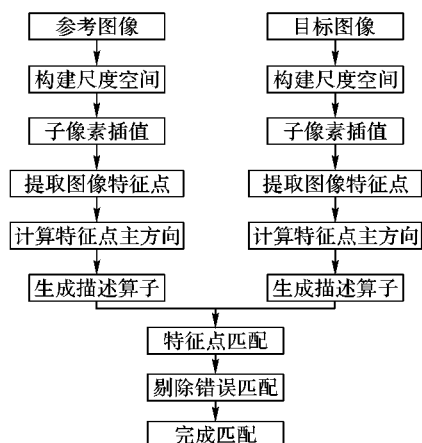 参考图像
目标图像
构建尺度空间
构建尺度空间
子像素插值
子像素插值
提取图像特征点
提取图像特征点
计算特征点主方向
计算特征点主方向
生成描述算子
生成描述算子
特征点匹配
剔除错误匹配
完成匹配